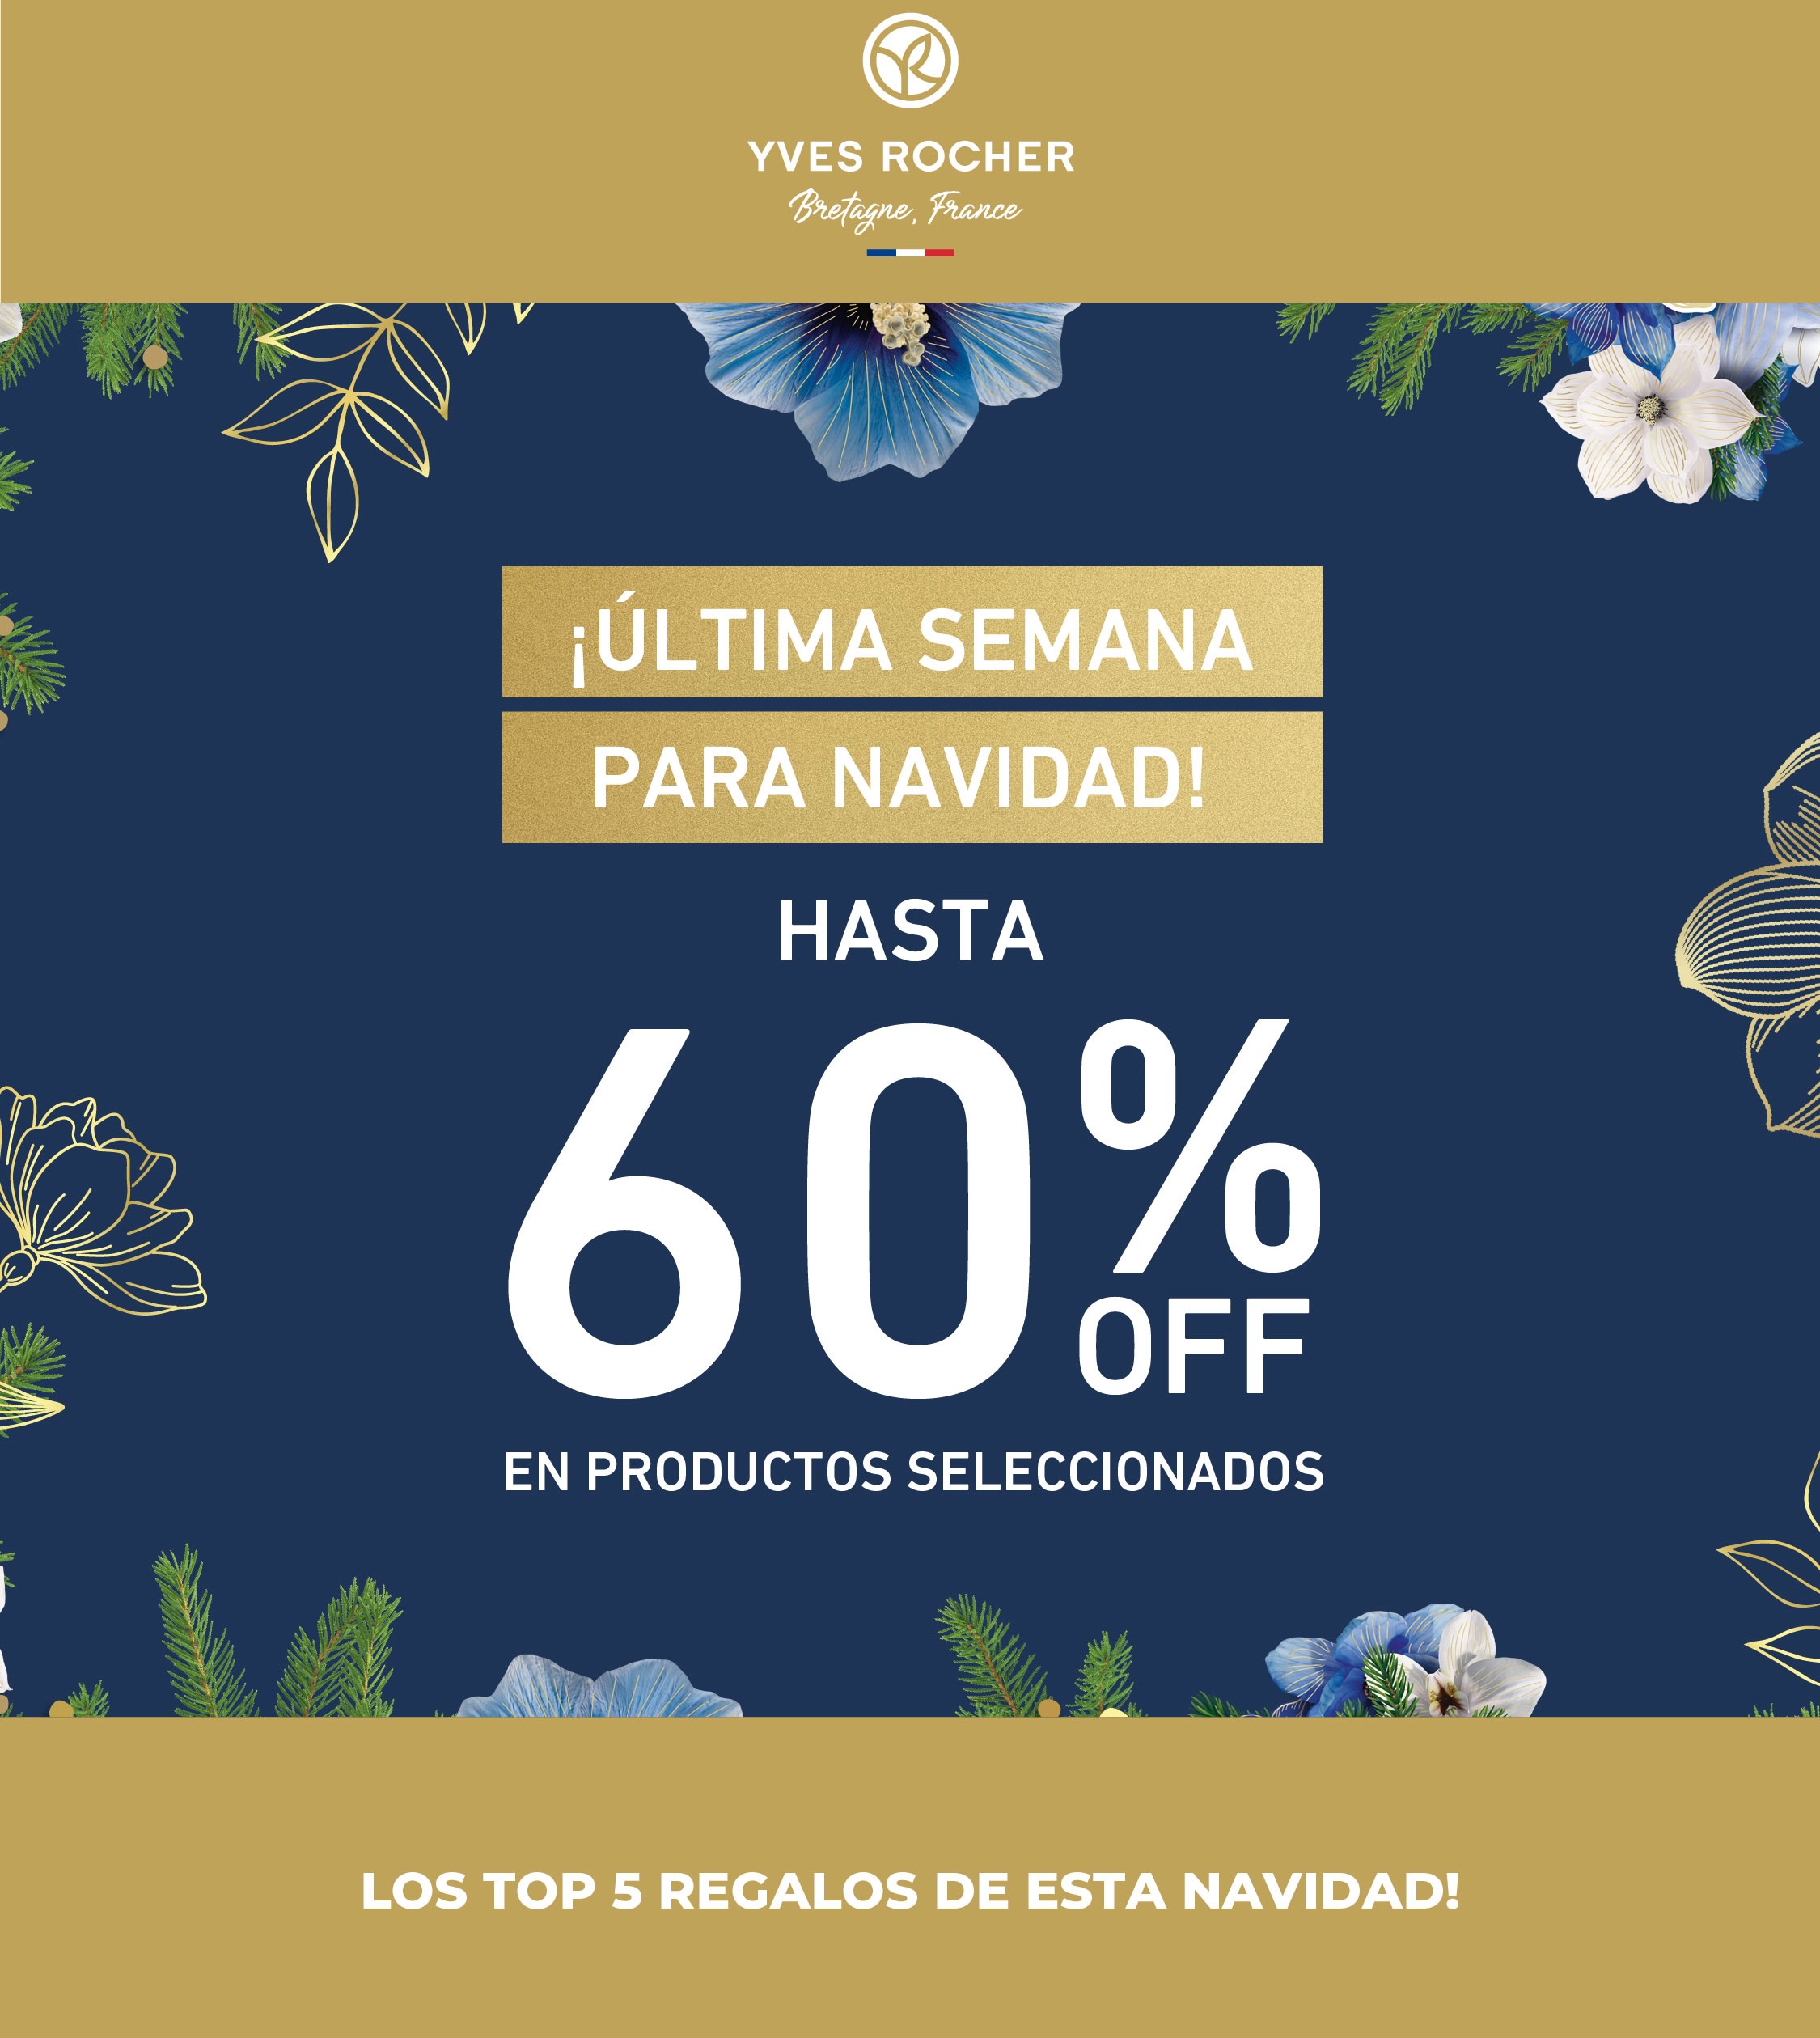 YVES ROCHER
Bretagne, France
¡ÚLTIMA SEMANA
PARA NAVIDAD!
HASTA
60%
OFF
EN PRODUCTOS SELECCIONADOS
LOS TOP 5 REGALOS DE ESTA NAVIDAD!